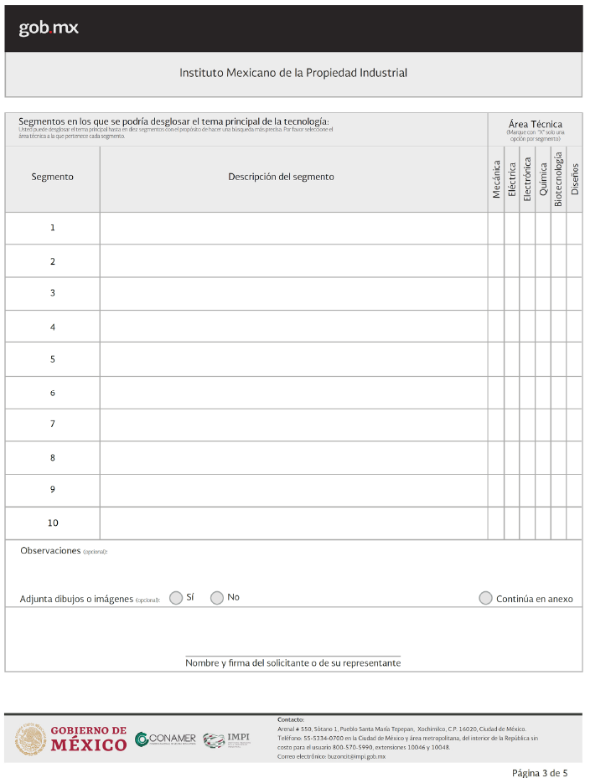 gob.mx
Instituto Mexicano de la Propiedad Industrial
Segmentos en los que se podría desglosar el tema principal de la tecnología:
Usted puede desglosar el tema principal hasta en diez segmentos con el propósito de hacer una búsqueda más precisa. Por favor seleccione el
área técnica a la que pertenece cada segmento.
Área Técnica
(Marque con "X" solo una
opción por segmento)
Segmento
Descripción del segmento
Mecánica
Eléctrica
Electrónica
Química
Biotecnología
Diseños
1
2
3
4
5
6
7
8
9
10
Observaciones (opcional):
Adjunta dibujos o imágenes (opcional): Sí No Continúa en anexo
Nombre y firma del solicitante o de su representante
GOBIERNO DE
MÉXICO
CONAMER
IMPI
Contacto:
Arenal # 550, Sótano 1, Pueblo Santa María Tepepan, Xochimilco, C.P. 16020, Ciudad de México.
Teléfono: 55-5334-0700 en la Ciudad de México y área metropolitana, del interior de la República sin
costo para el usuario 800-570-5990, extensiones 10046 y 10048
Correo electrónico: buzoncit@impi.gob.mx
Página 3 de 5